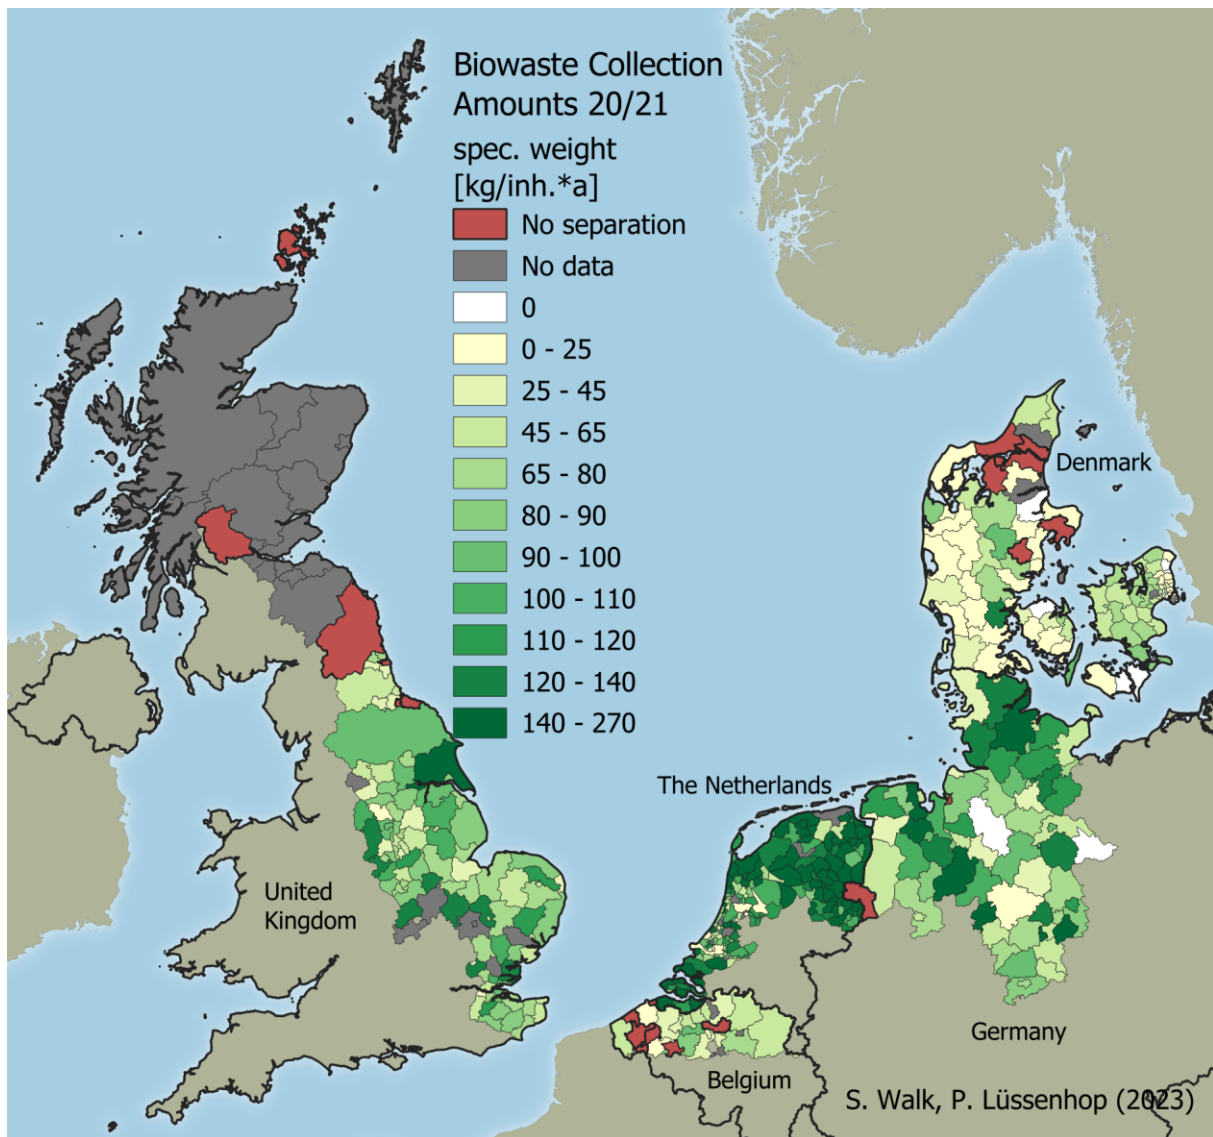 Biowaste Collection
Amounts 20/21
spec. weight
[kg/inh.*a]
No separation
No data
0
0 - 25
25 - 45
45 - 65
65 - 80
80 - 90
90 - 100
100 - 110
110 - 120
120 - 140
140 - 270
Denmark
The Netherlands
United
Kingdom
Germany
Belgium
S. Walk, P. Lüssenhop (2023)